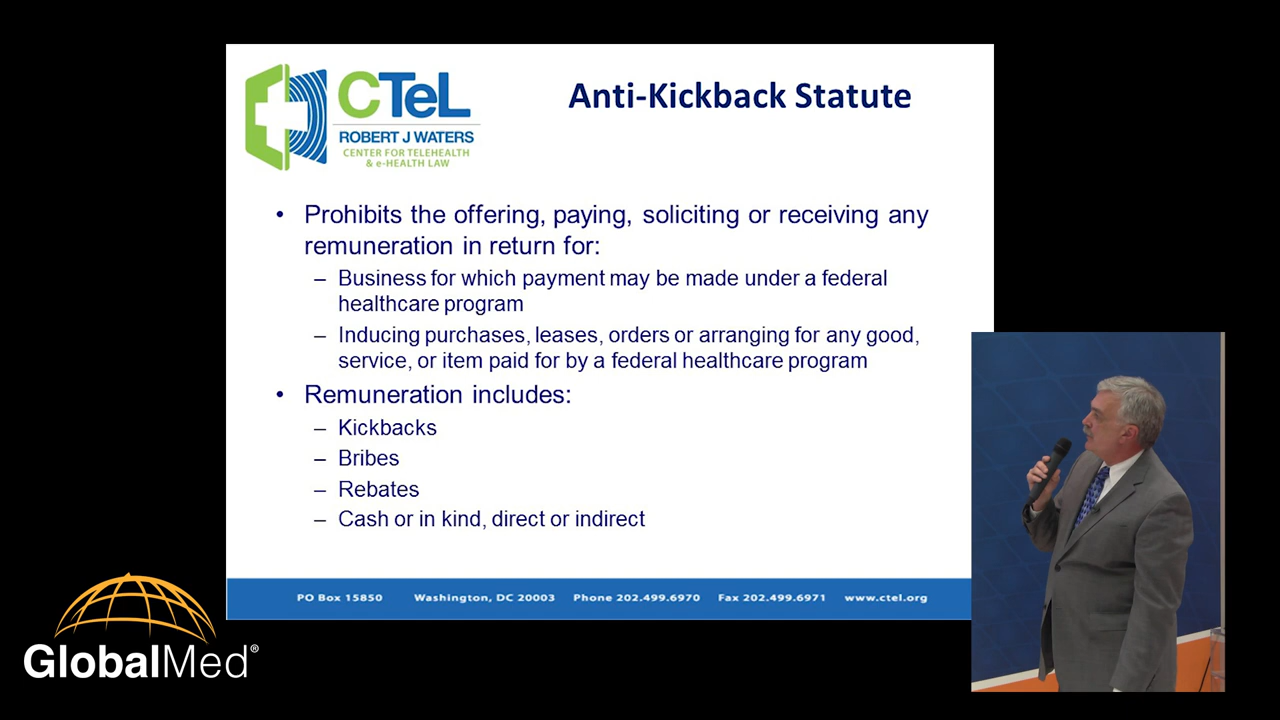 CTeL
ROBERT J WATERS
CENTER FOR TELEHEALTH
& e-HEALTH LAW
Anti-Kickback Statute
• Prohibits the offering, paying, soliciting or receiving any
remuneration in return for:
– Business for which payment may be made under a federal
healthcare program
– Inducing purchases, leases, orders or arranging for any good,
service, or item paid for by a federal healthcare program
• Remuneration includes:
– Kickbacks
– Bribes
– Rebates
– Cash or in kind, direct or indirect
PO Box 15850 Washington, DC 20003 Phone 202.499.6970 Fax 202.499.6971 www.ctel.org
GlobalMed®